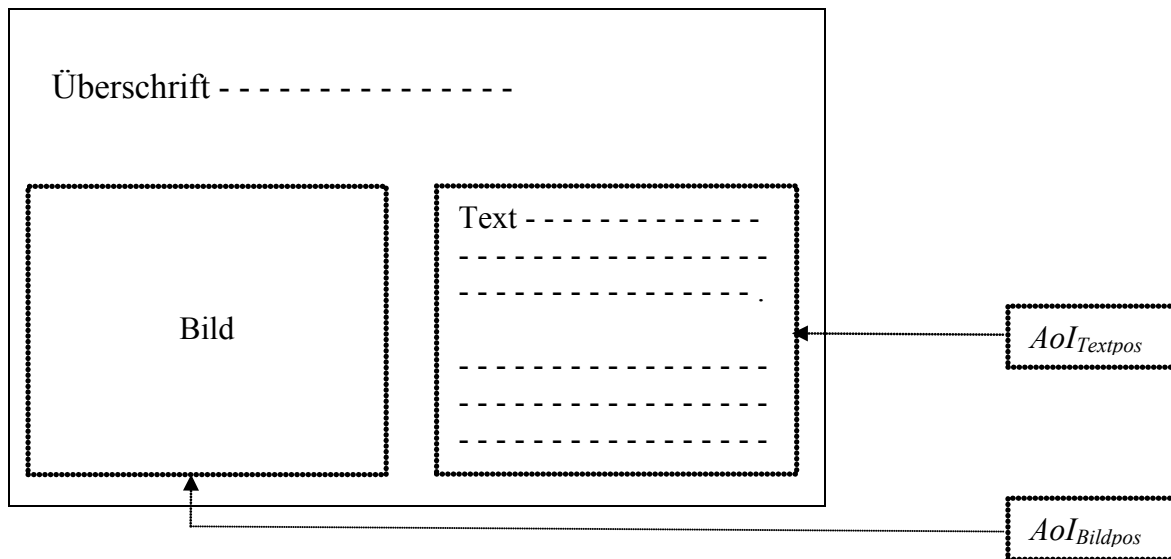 Überschrift - - - - - - - - - - - - - - -
Bild
Text - - - - - - - - - - - - -
- - - - - - - - - - - - - - - - -
- - - - - - - - - - - - - - - - .
- - - - - - - - - - - - - - - - -
- - - - - - - - - - - - - - - - -
- - - - - - - - - - - - - - - - -
AoI_Textpos
AoI_Bildpos